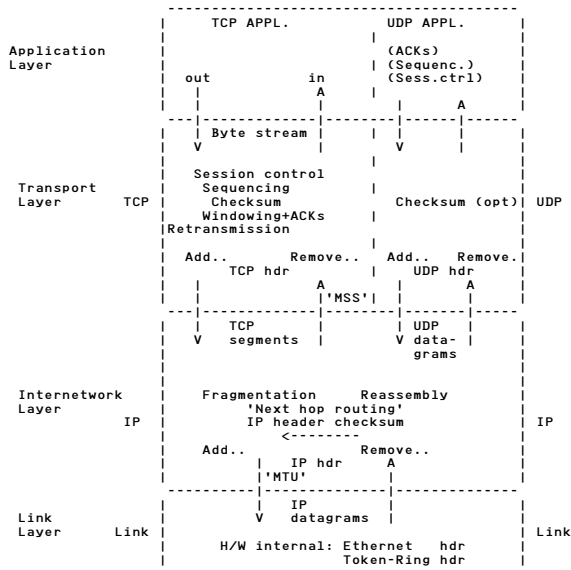 TCP APPL. UDP APPL.
Application (ACKs)
Layer (Sequenc.)
out in (Sess.ctrl)
A
A
Byte stream
V V
Session control
Transport Sequencing
Layer TCP Checksum Checksum (opt) UDP
Windowing+ACKs
Retransmission
Add.. Remove.. Add.. Remove.
TCP hdr UDP hdr
A A
'MSS'
TCP UDP
V segments V data-
grams
Internetwork Fragmentation Reassembly
Layer 'Next hop routing'
IP IP header checksum IP
<--------
Add.. Remove..
IP hdr A
'MTU'
Link IP
Layer Link V datagrams Link
H/W internal: Ethernet hdr
Token-Ring hdr